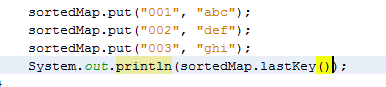 sortedMap.put("001", "abc");
sortedMap.put("002", "def");
sortedMap.put("003", "ghi");
System.out.println(sortedMap.lastKey());